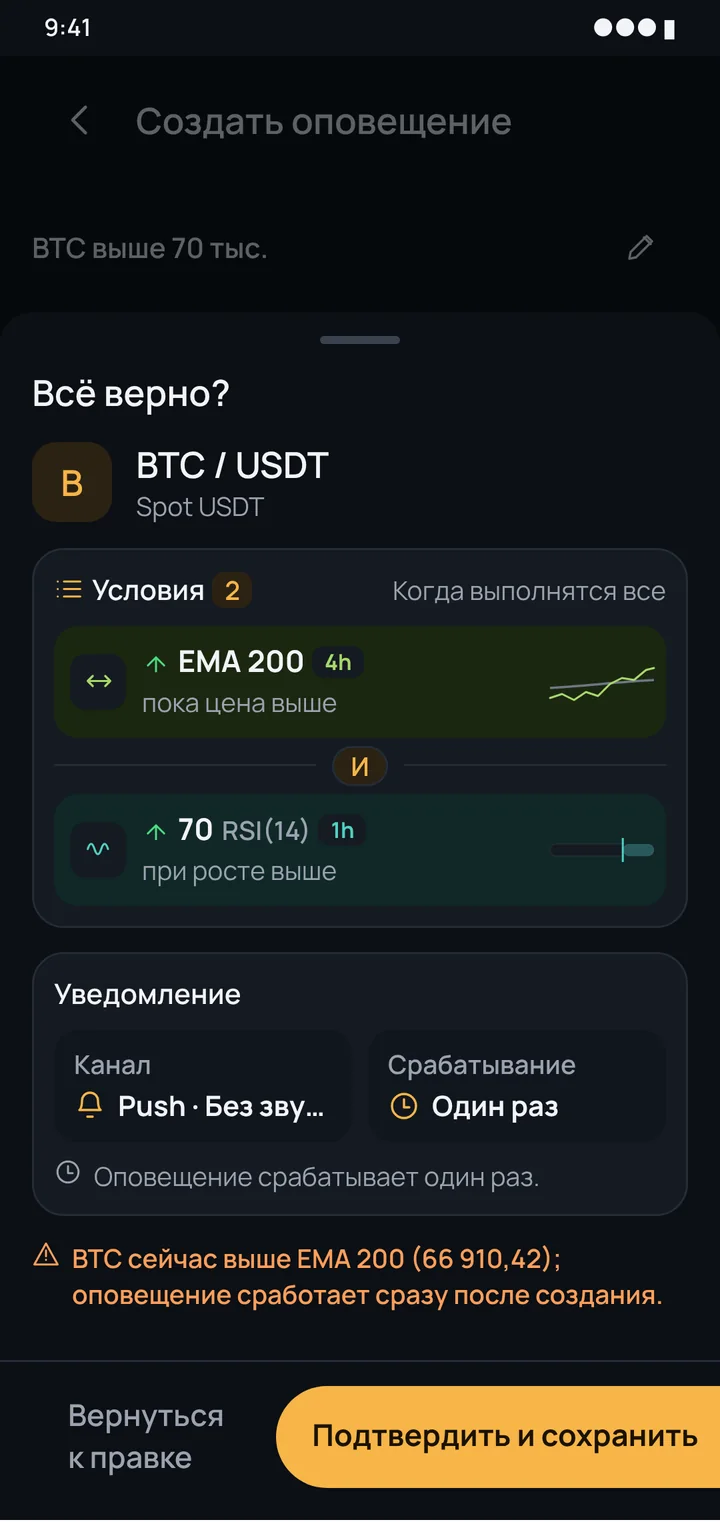 9:41
Создать оповещение
BTC выше 70 тыс.
Всё верно?
B
BTC / USDT
Spot USDT
Условия 2
Когда выполнятся все
EMA 200 4h
пока цена выше
И
70 RSI(14) 1h
при росте выше
Уведомление
Канал
Push · Без зву…
Срабатывание
Один раз
Оповещение срабатывает один раз.
BTC сейчас выше EMA 200 (66 910,42);
оповещение сработает сразу после создания.
Вернуться
к правке
Подтвердить и сохранить